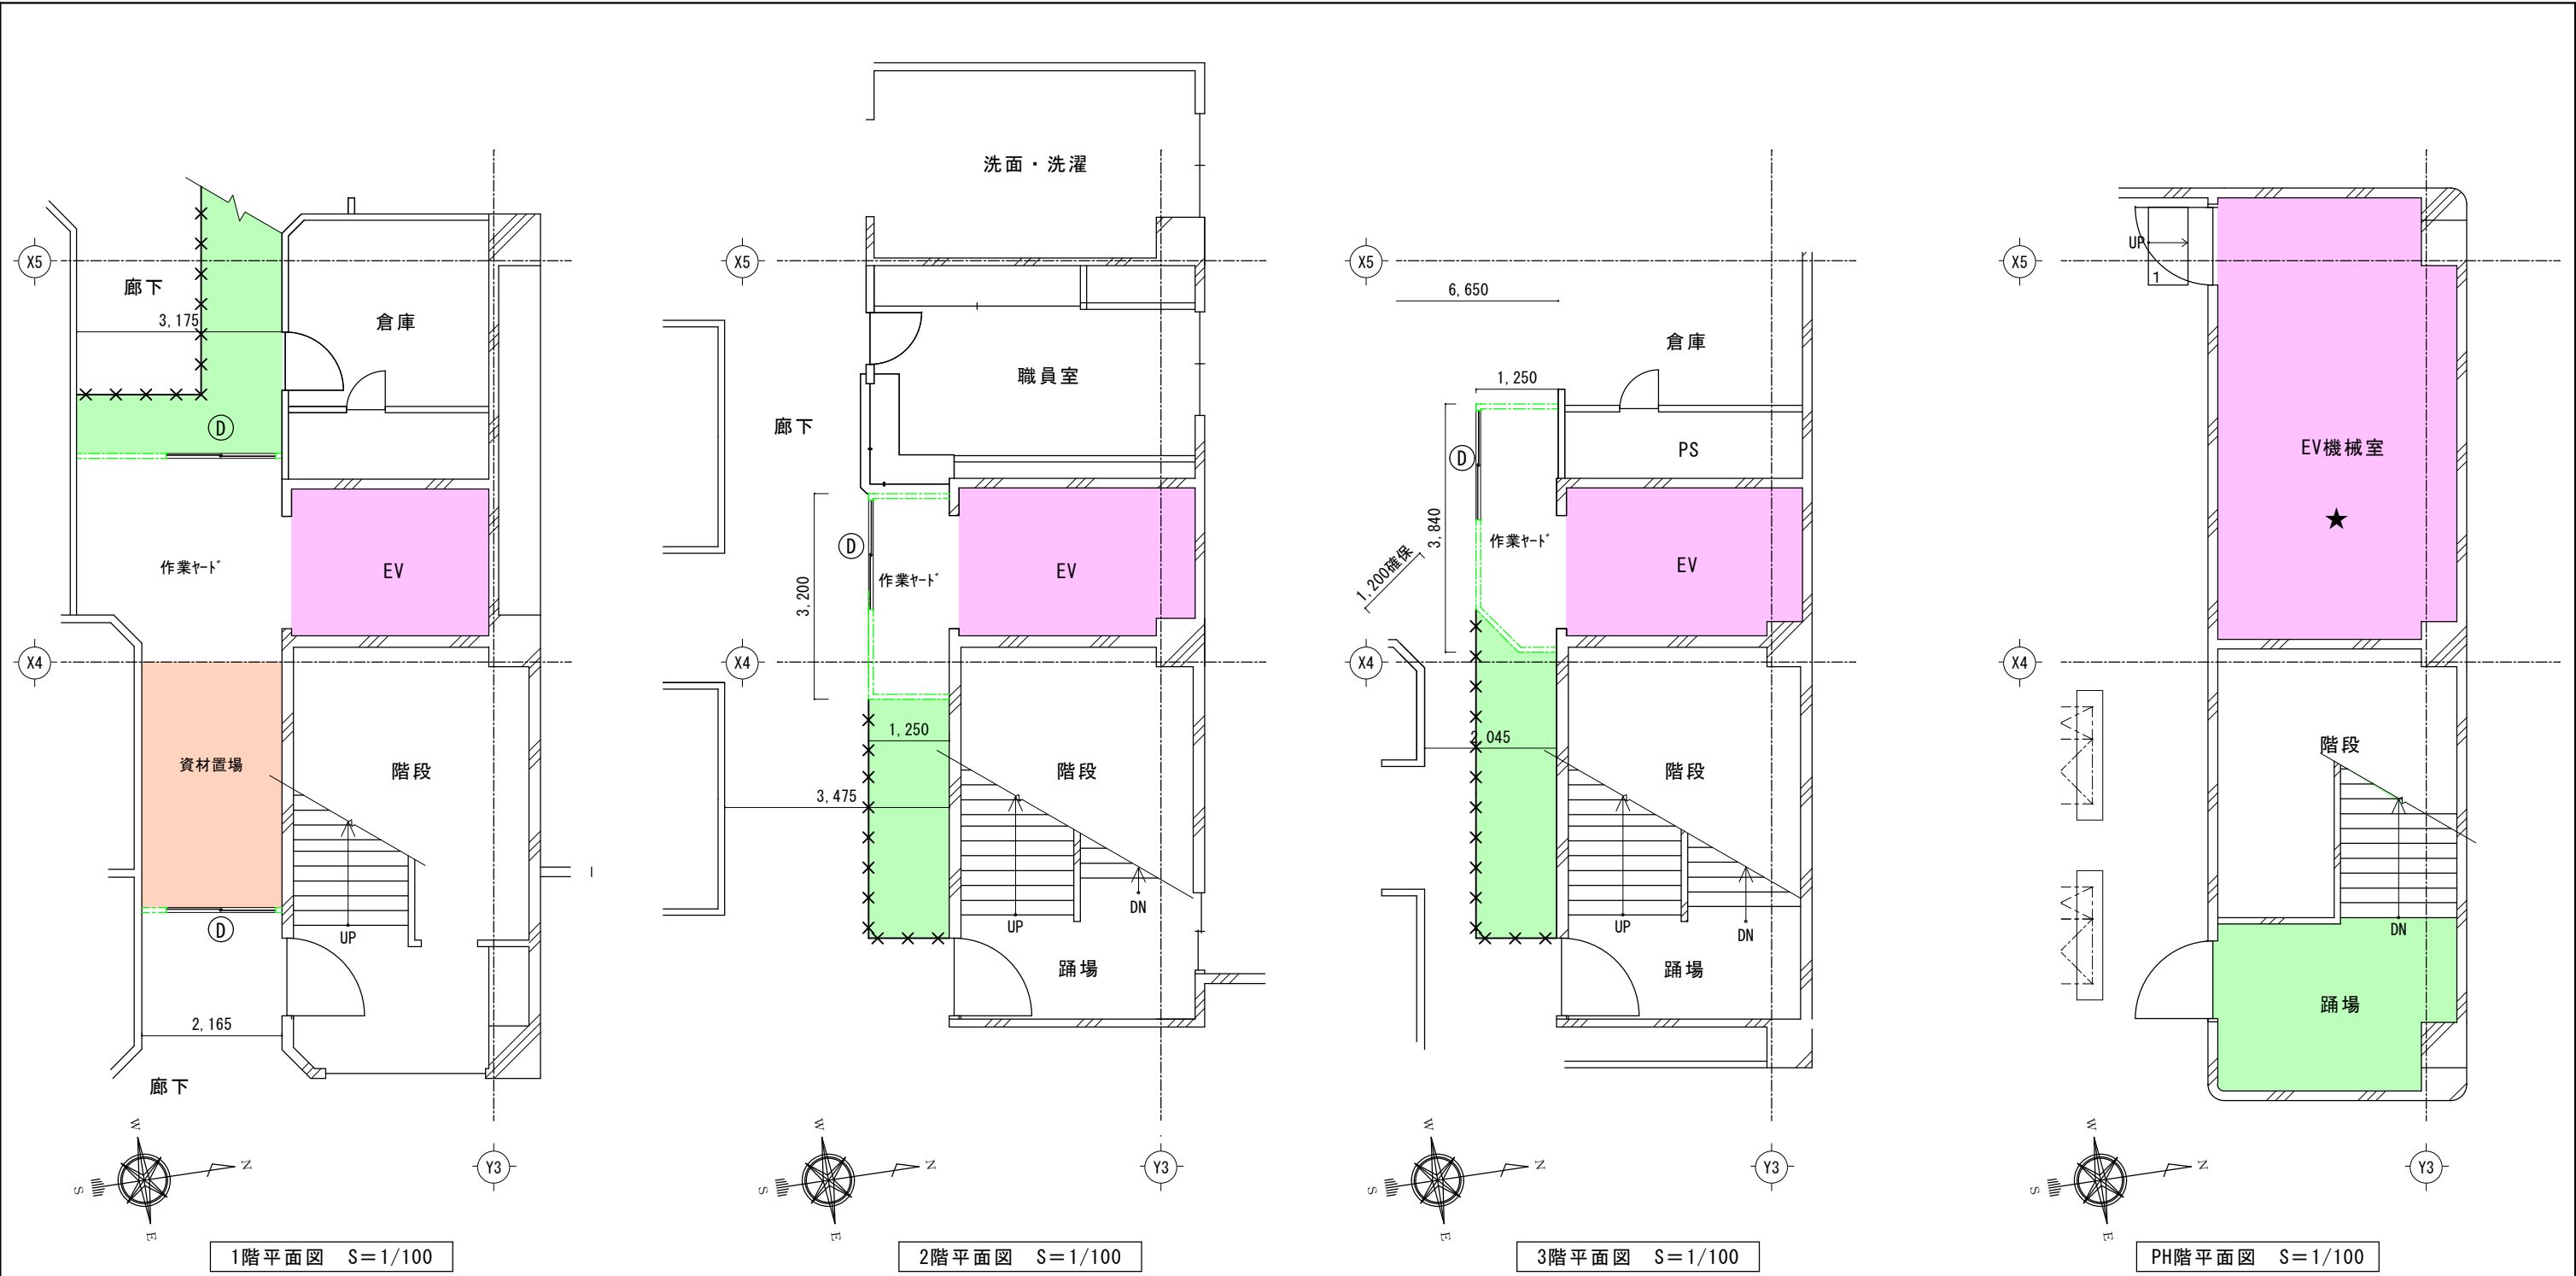 X5
廊下
3,175
倉庫
Ⓓ
作業ﾔｰﾄﾞ
EV
X4
資材置場
階段
Ⓓ
UP
2,165
廊下
W
N
S
E
Y3
1階平面図　S＝1/100
洗面・洗濯
X5
職員室
廊下
Ⓓ
作業ﾔｰﾄﾞ
EV
3,200
X4
1,250
階段
3,475
UP
DN
踊場
W
N
S
E
Y3
2階平面図　S＝1/100
X5
6,650
倉庫
1,250
Ⓓ
PS
3,840
作業ﾔｰﾄﾞ
EV
1,200確保
X4
2,045
階段
UP
DN
踊場
W
N
S
E
Y3
3階平面図　S＝1/100
UP
X5
1
EV機械室
★
X4
階段
DN
踊場
W
N
S
E
Y3
PH階平面図　S＝1/100